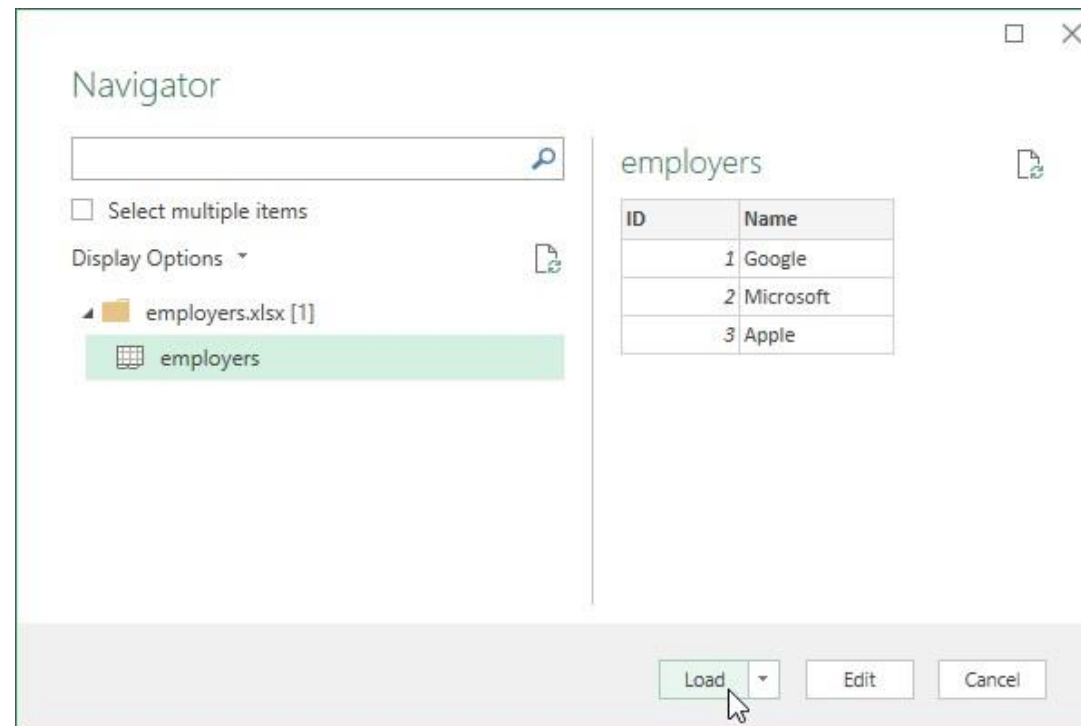 Navigator
Select multiple items
Display Options
employers.xlsx [1]
employers
employers
ID Name
1 Google
2 Microsoft
3 Apple
Load Edit Cancel